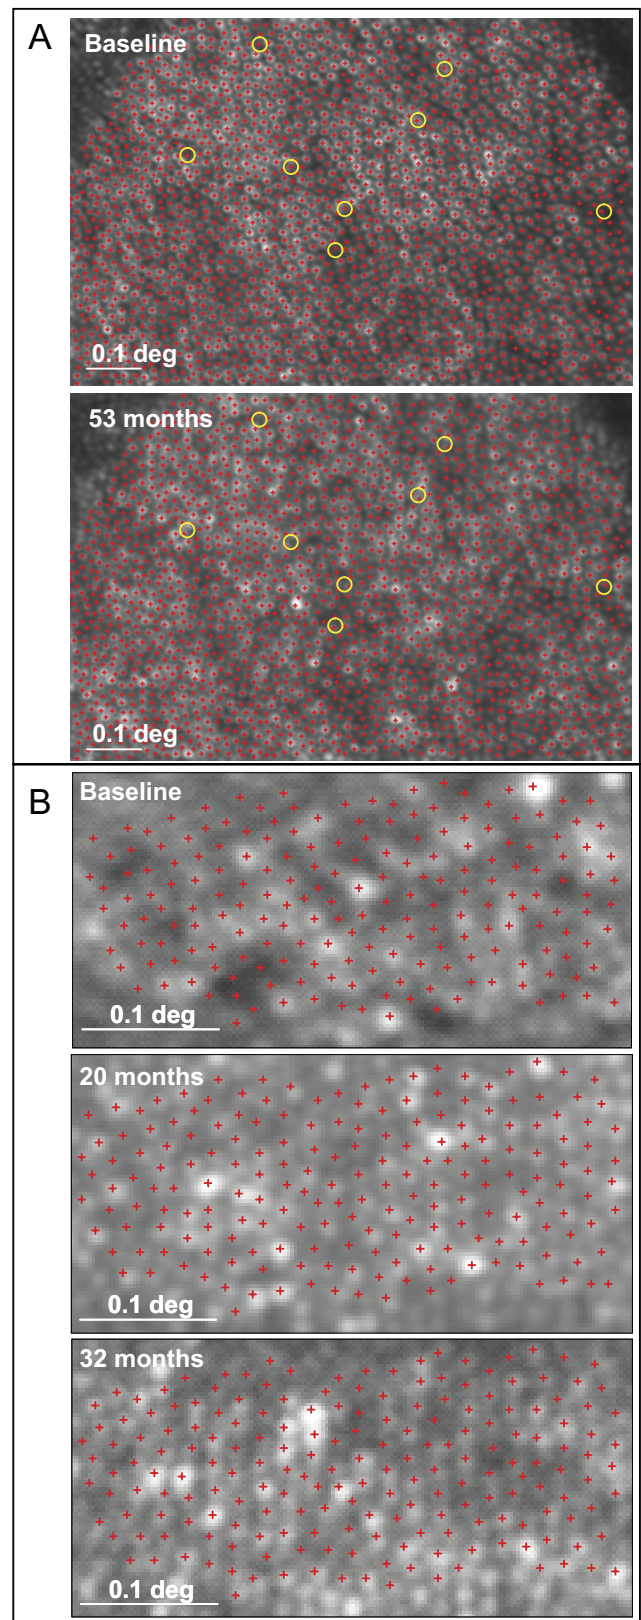 A
Baseline
0.1 deg
53 months
0.1 deg
B
Baseline
0.1 deg
20 months
0.1 deg
32 months
0.1 deg